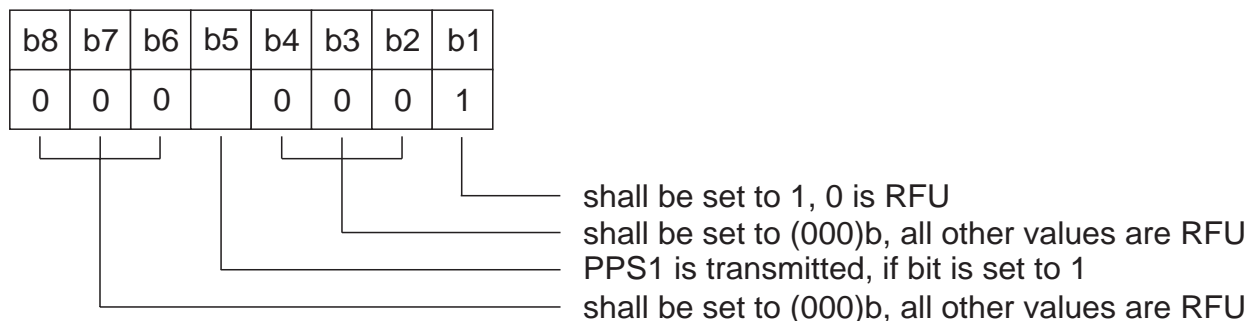 b8 b7 b6 b5 b4 b3 b2 b1
0 0 0 0 0 0 1
shall be set to 1, 0 is RFU
shall be set to (000)b, all other values are RFU
PPS1 is transmitted, if bit is set to 1
shall be set to (000)b, all other values are RFU